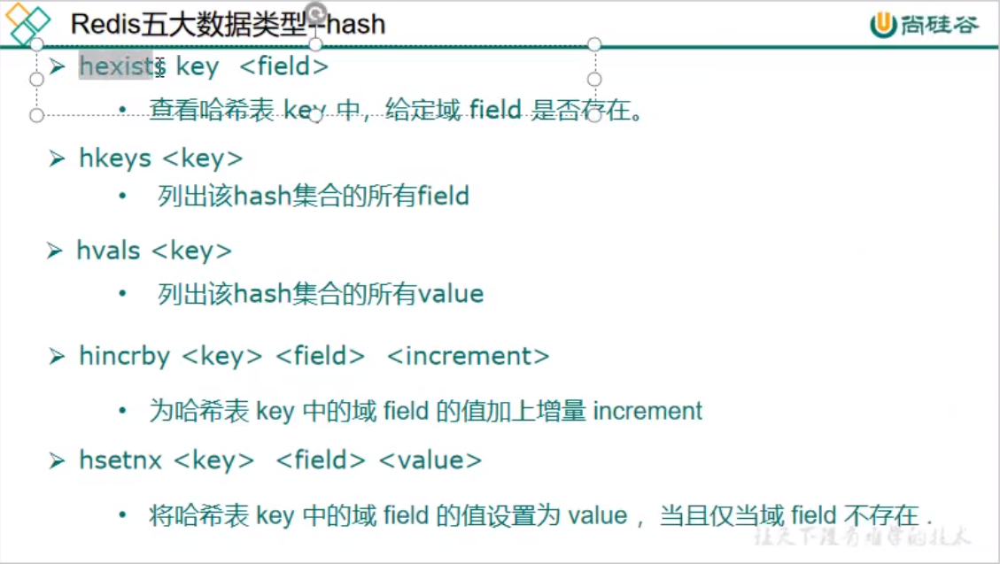 Redis五大数据类型--hash
尚硅谷
➢ hexists key <field>
• 查看哈希表 key 中，给定域 field 是否存在。
➢ hkeys <key>
• 列出该hash集合的所有field
➢ hvals <key>
• 列出该hash集合的所有value
➢ hincrby <key> <field> <increment>
• 为哈希表 key 中的域 field 的值加上增量 increment
➢ hsetnx <key> <field> <value>
• 将哈希表 key 中的域 field 的值设置为 value ，当且仅当域 field 不存在 .
让天下没有难学的技术